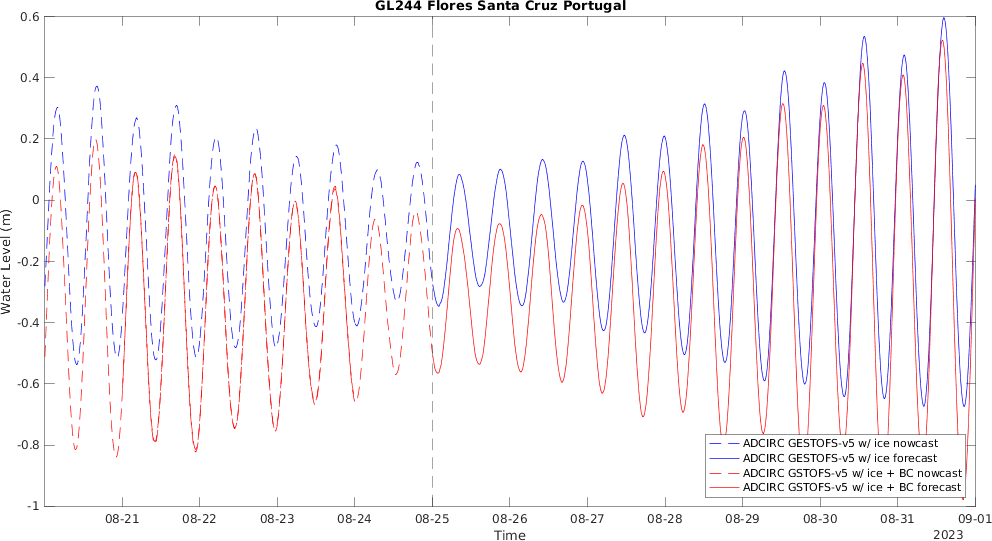 GL244 Flores Santa Cruz Portugal
0.6
0.4
0.2
0
-0.2
-0.4
-0.6
-0.8
-1
Water Level (m)
ADCIRC GESTOFS-v5 w/ ice nowcast
ADCIRC GESTOFS-v5 w/ ice forecast
ADCIRC GSTOFS-v5 w/ ice + BC nowcast
ADCIRC GSTOFS-v5 w/ ice + BC forecast
08-21 08-22 08-23 08-24 08-25 08-26 08-27 08-28 08-29 08-30 08-31 09-01
Time
2023